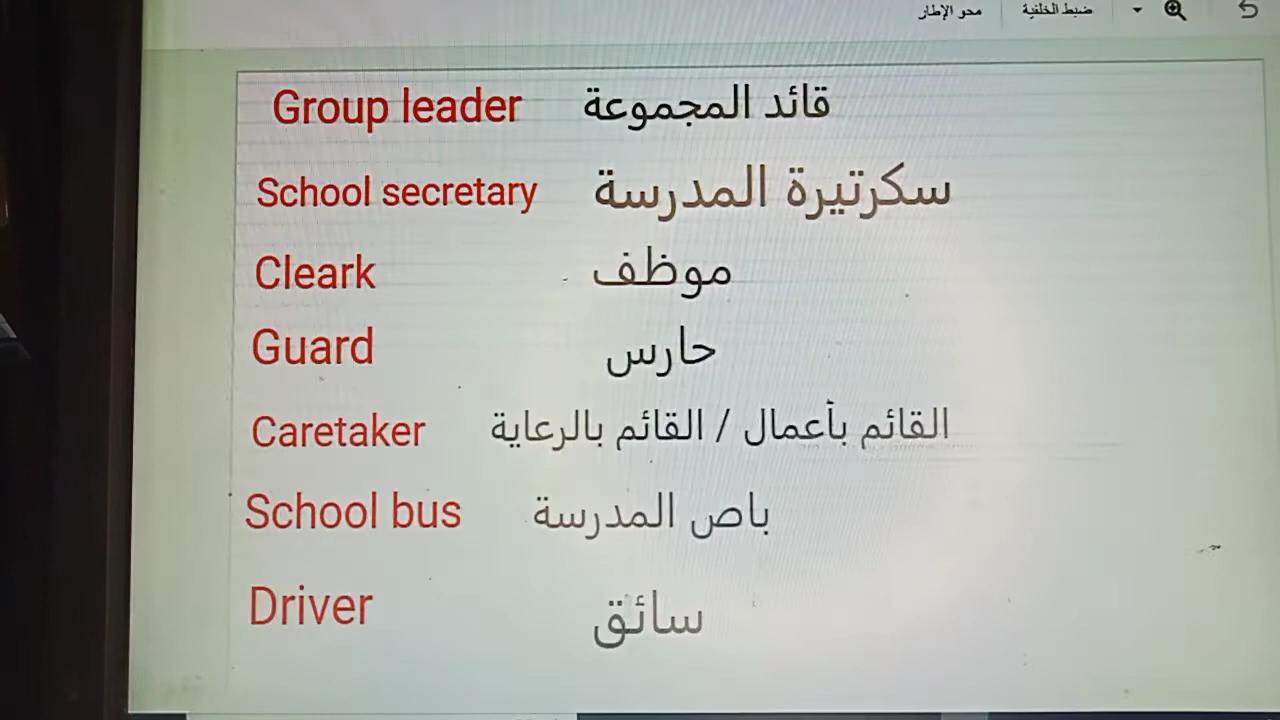 محو الإطار ضبط الخلفية
Group leader قائد المجموعة
School secretary سكرتيرة المدرسة
Cleark موظف
Guard حارس
Caretaker القائم بأعمال / القائم بالرعاية
School bus باص المدرسة
Driver سائق